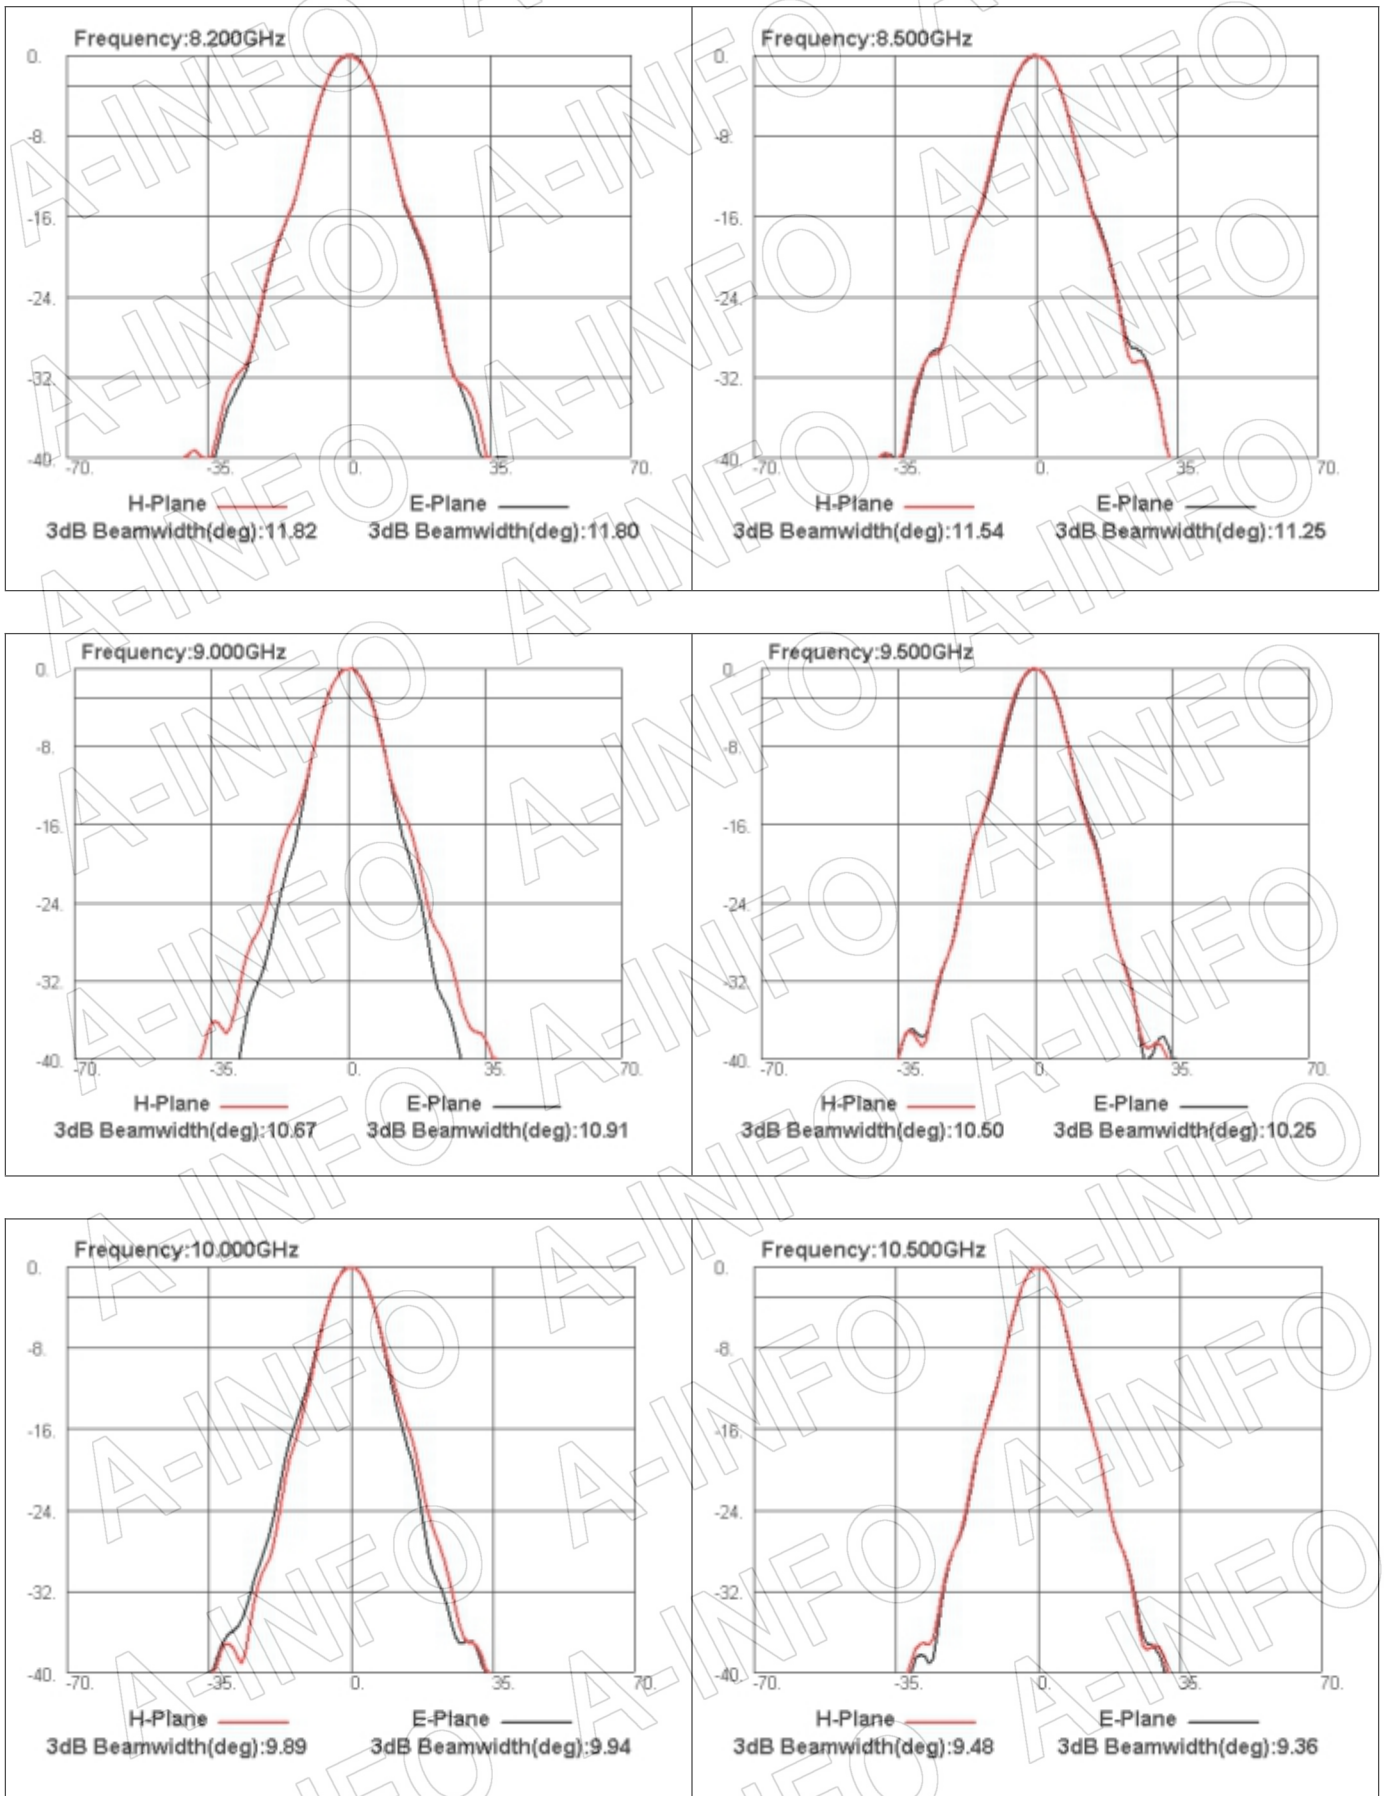 Frequency:8.200GHz
0.
-8.
-16.
-24.
-32.
-40.
-70. -35. 0. 35. 70.
H-Plane E-Plane
3dB Beamwidth(deg):11.82 3dB Beamwidth(deg):11.80
Frequency:8.500GHz
0.
-8.
-16.
-24.
-32.
-40.
-70. -35. 0. 35. 70.
H-Plane E-Plane
3dB Beamwidth(deg):11.54 3dB Beamwidth(deg):11.25
Frequency:9.000GHz
0.
-8.
-16.
-24.
-32.
-40.
-70. -35. 0. 35. 70.
H-Plane E-Plane
3dB Beamwidth(deg):10.67 3dB Beamwidth(deg):10.91
Frequency:9.500GHz
0.
-8.
-16.
-24.
-32.
-40.
-70. -35. 0. 35. 70.
H-Plane E-Plane
3dB Beamwidth(deg):10.50 3dB Beamwidth(deg):10.25
Frequency:10.000GHz
0.
-8.
-16.
-24.
-32.
-40.
-70. -35. 0. 35. 70.
H-Plane E-Plane
3dB Beamwidth(deg):9.89 3dB Beamwidth(deg):9.94
Frequency:10.500GHz
0.
-8.
-16.
-24.
-32.
-40.
-70. -35. 0. 35. 70.
H-Plane E-Plane
3dB Beamwidth(deg):9.48 3dB Beamwidth(deg):9.36
A-INFO